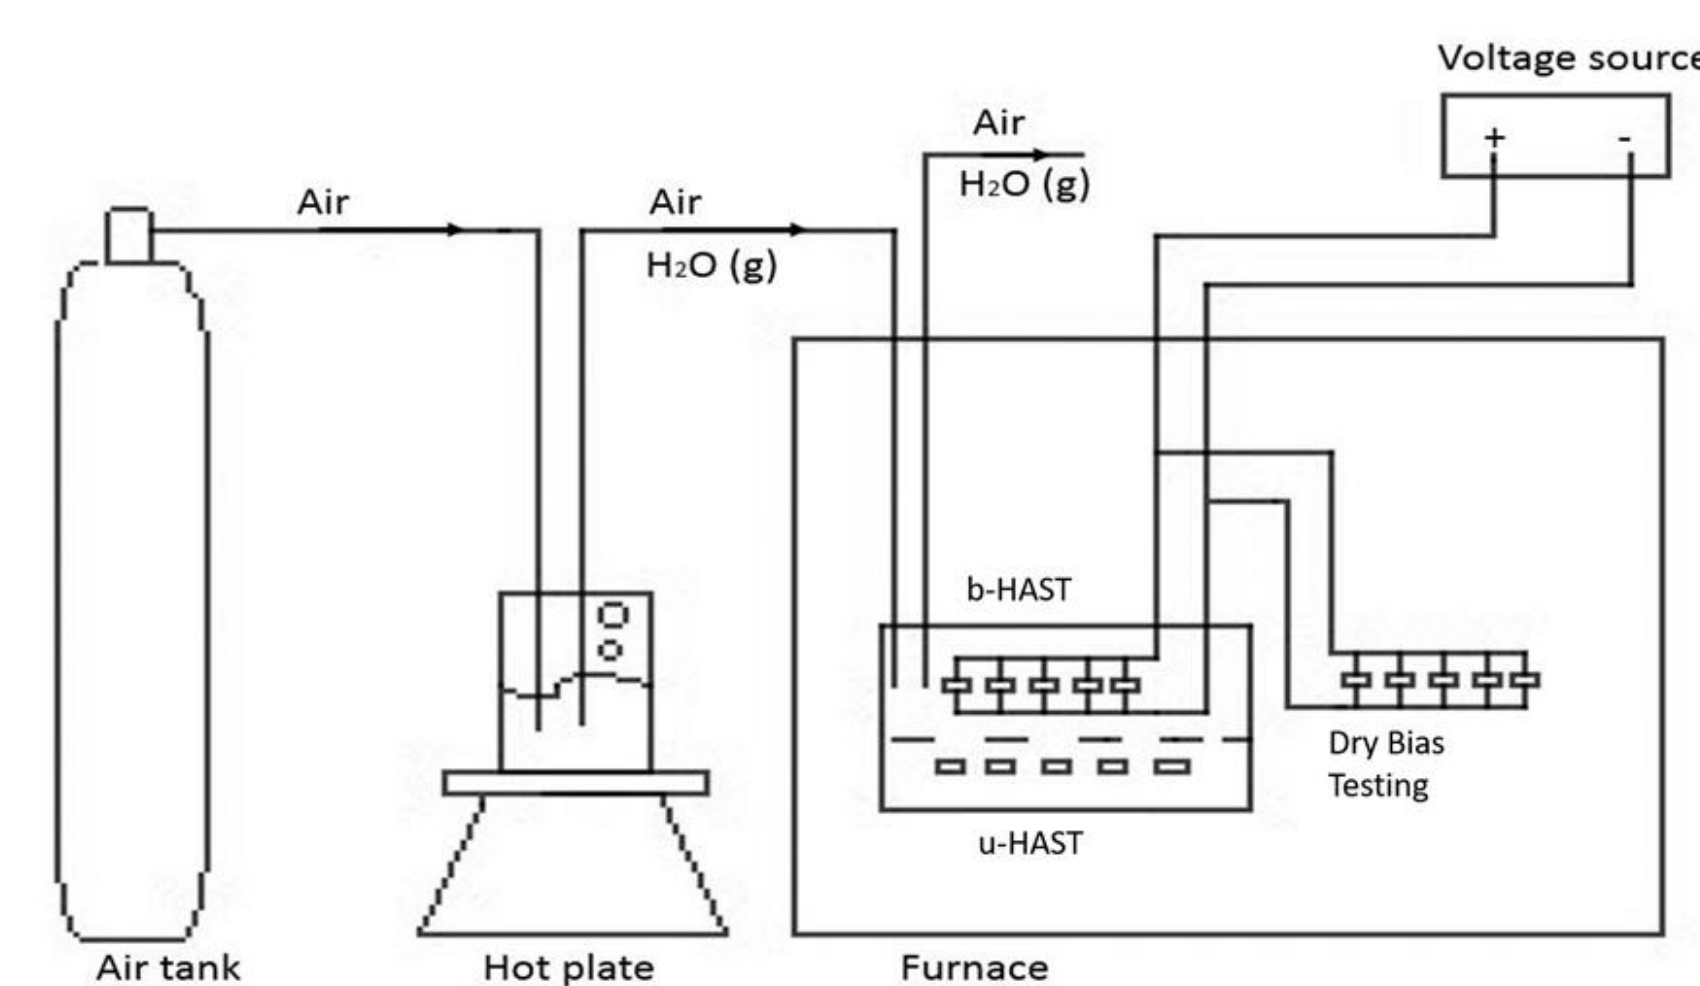 Voltage source
+ -
Air
H₂O (g)
Air
Air
H₂O (g)
b-HAST
Dry Bias
Testing
u-HAST
Air tank
Hot plate
Furnace